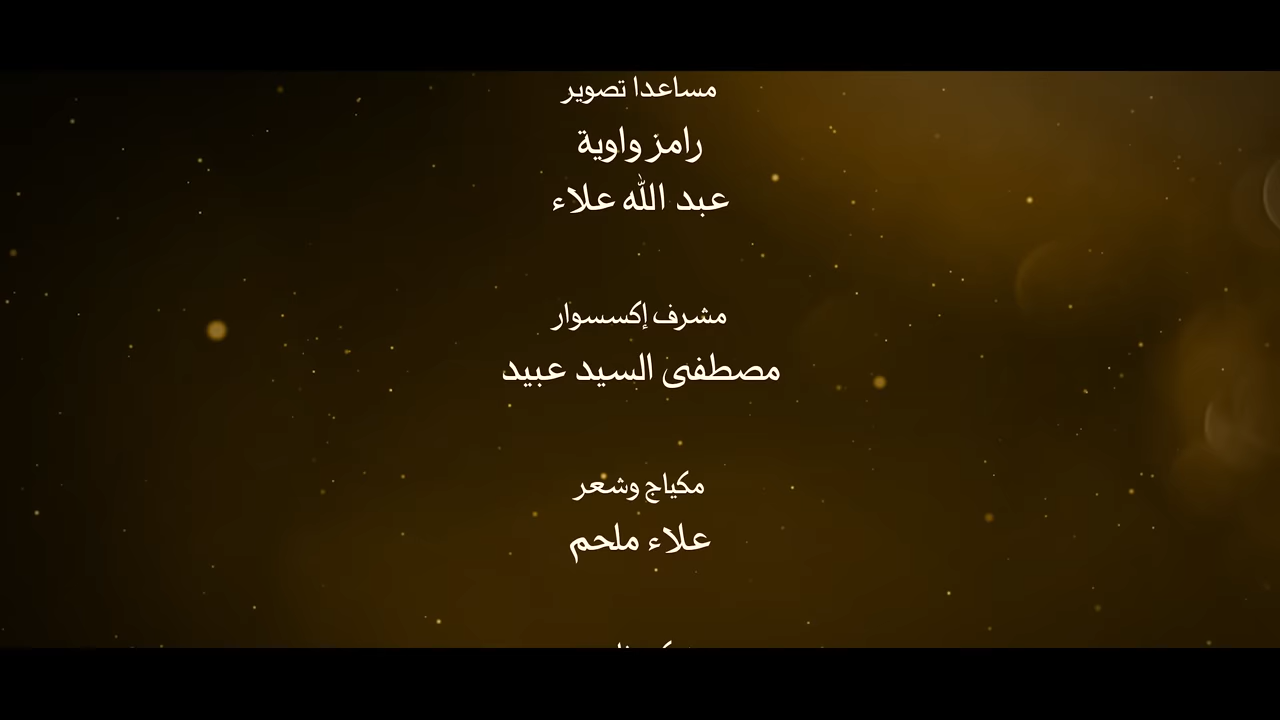 مساعدا تصوير
رامز واوية
عبد الله علاء
مشرف إكسسوار
مصطفى السيد عبيد
مكياج وشعر
علاء ملحم